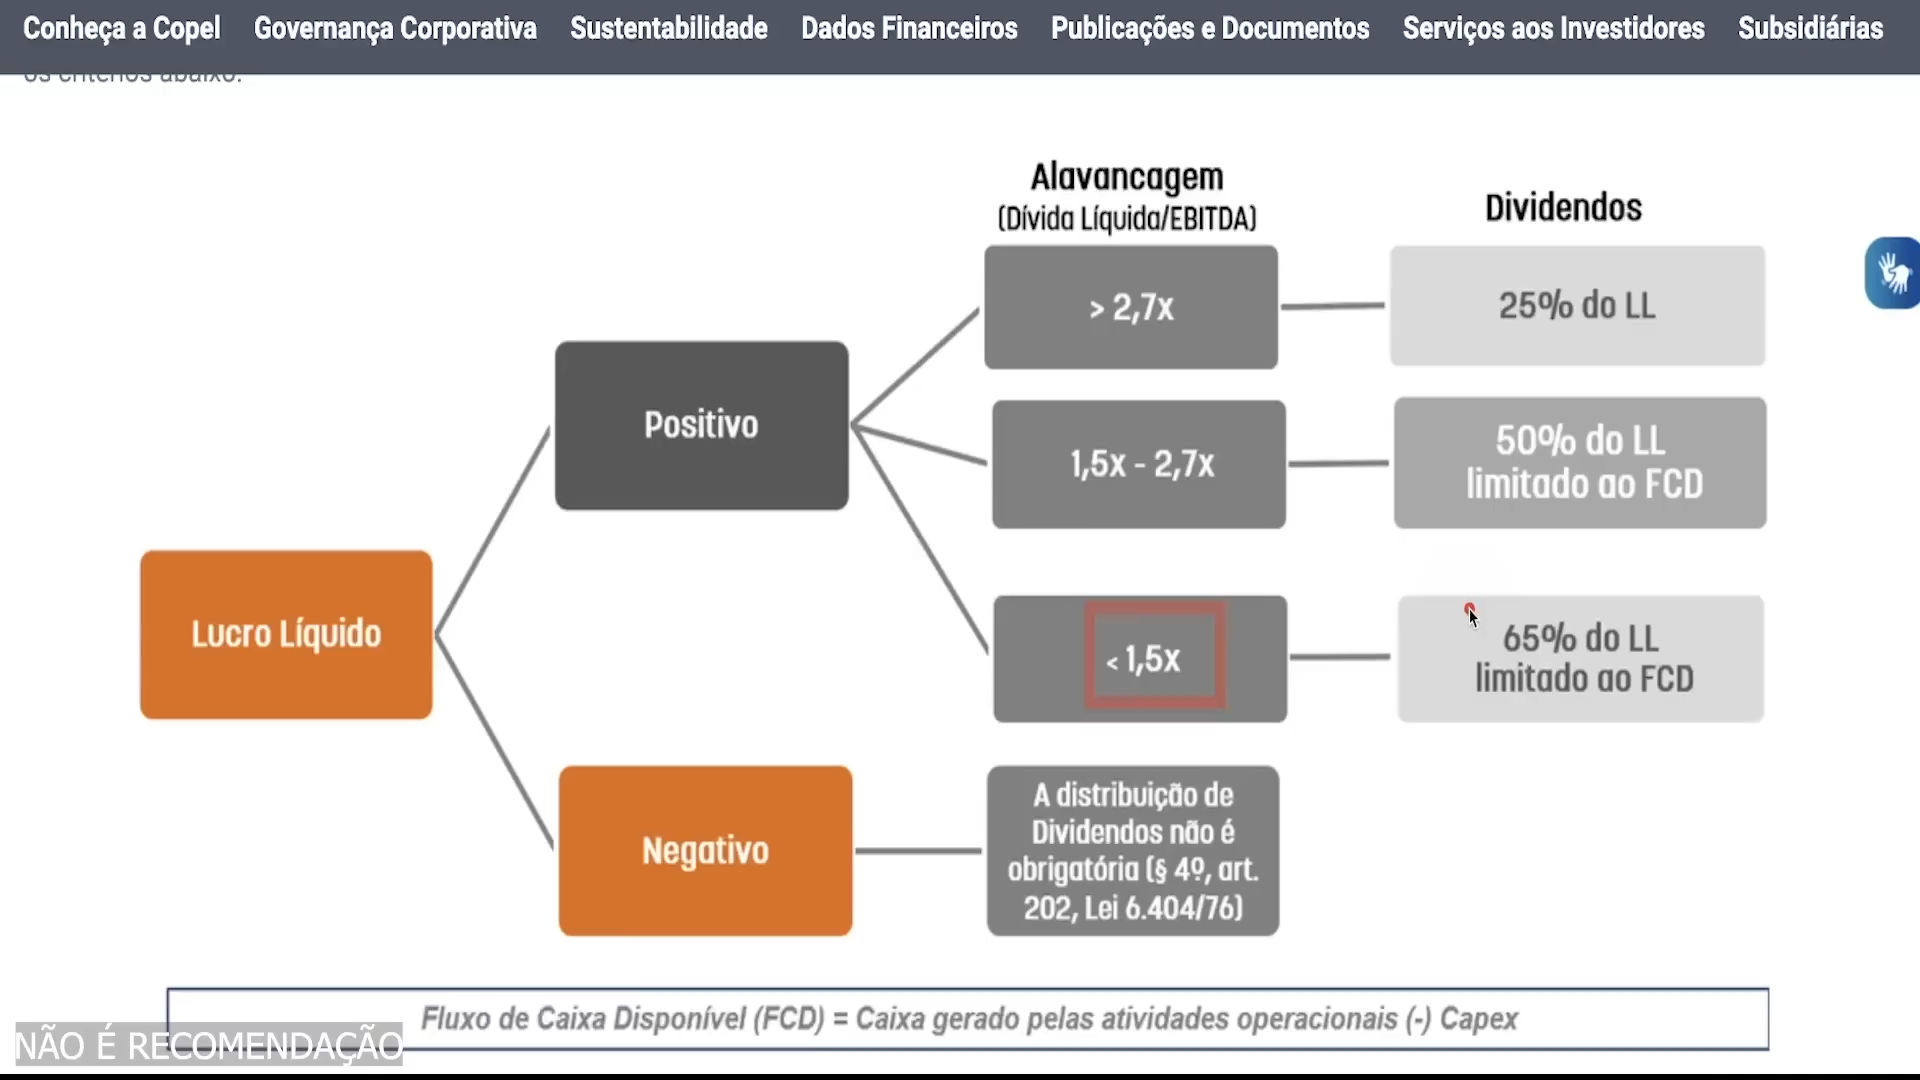 Conheça a Copel Governança Corporativa Sustentabilidade Dados Financeiros Publicações e Documentos Serviços aos Investidores Subsidiárias
os critérios abaixo:
Alavancagem
(Dívida Líquida/EBITDA)
Dividendos
> 2,7x
25% do LL
Positivo
1,5x - 2,7x
50% do LL
limitado ao FCD
Lucro Líquido
< 1,5x
65% do LL
limitado ao FCD
Negativo
A distribuição de
Dividendos não é
obrigatória (§ 4º, art.
202, Lei 6.404/76)
Fluxo de Caixa Disponível (FCD) = Caixa gerado pelas atividades operacionais (-) Capex
NÃO É RECOMENDAÇÃO